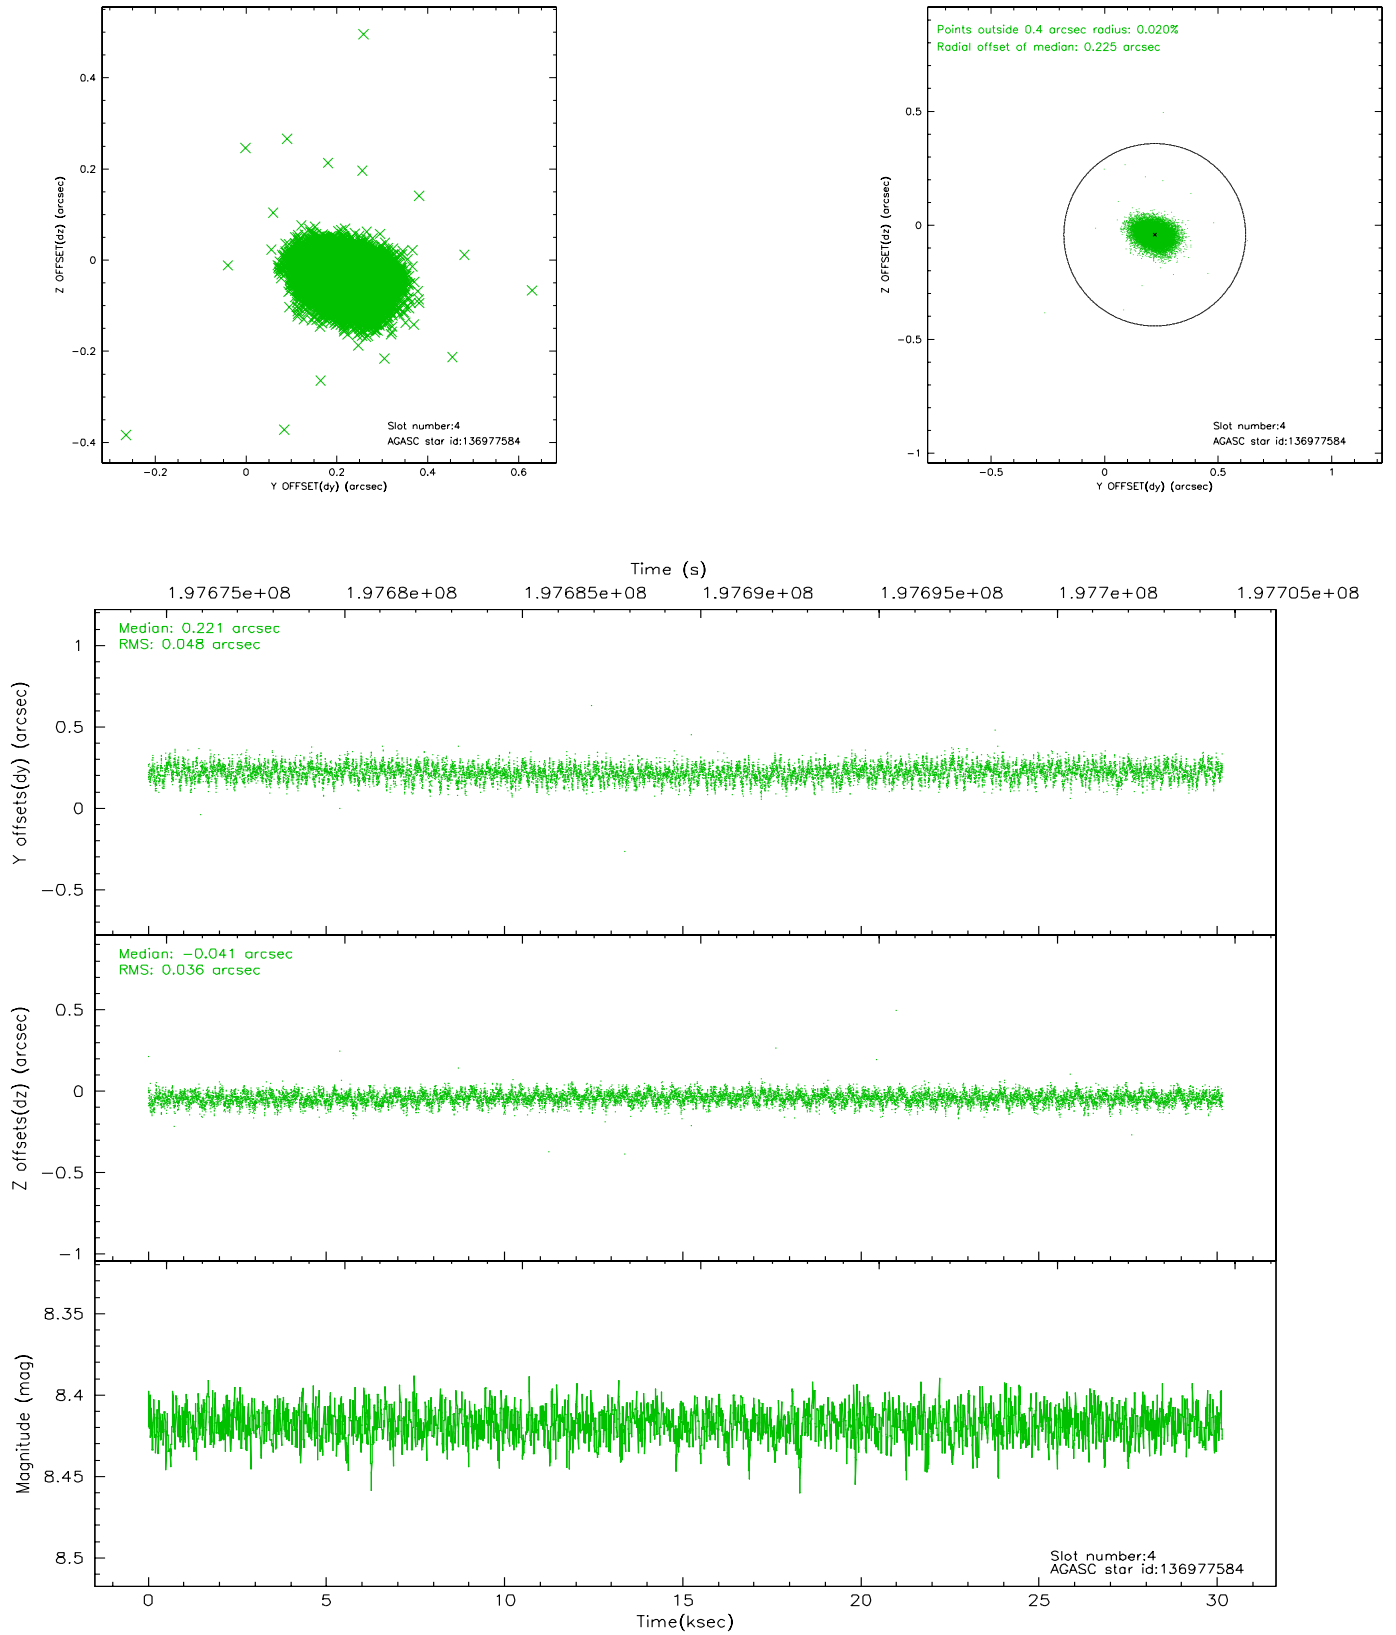 0.4
0.2
0
−0.2
−0.4
Z OFFSET(dz) (arcsec)
Slot number:4
AGASC star id:136977584
−0.2 0 0.2 0.4 0.6
Y OFFSET(dy) (arcsec)
Points outside 0.4 arcsec radius: 0.020%
Radial offset of median: 0.225 arcsec
0.5
0
−0.5
−1
Z OFFSET(dz) (arcsec)
Slot number:4
AGASC star id:136977584
−0.5 0 0.5 1
Y OFFSET(dy) (arcsec)
Time (s)
1.97675e+08 1.9768e+08 1.97685e+08 1.9769e+08 1.97695e+08 1.977e+08 1.97705e+08
Median: 0.221 arcsec
RMS: 0.048 arcsec
1
0.5
0
−0.5
Y offsets(dy) (arcsec)
Median: −0.041 arcsec
RMS: 0.036 arcsec
0.5
0
−0.5
−1
Z offsets(dz) (arcsec)
8.35
8.4
8.45
8.5
Magnitude (mag)
Slot number:4
AGASC star id:136977584
0 5 10 15 20 25 30
Time(ksec)